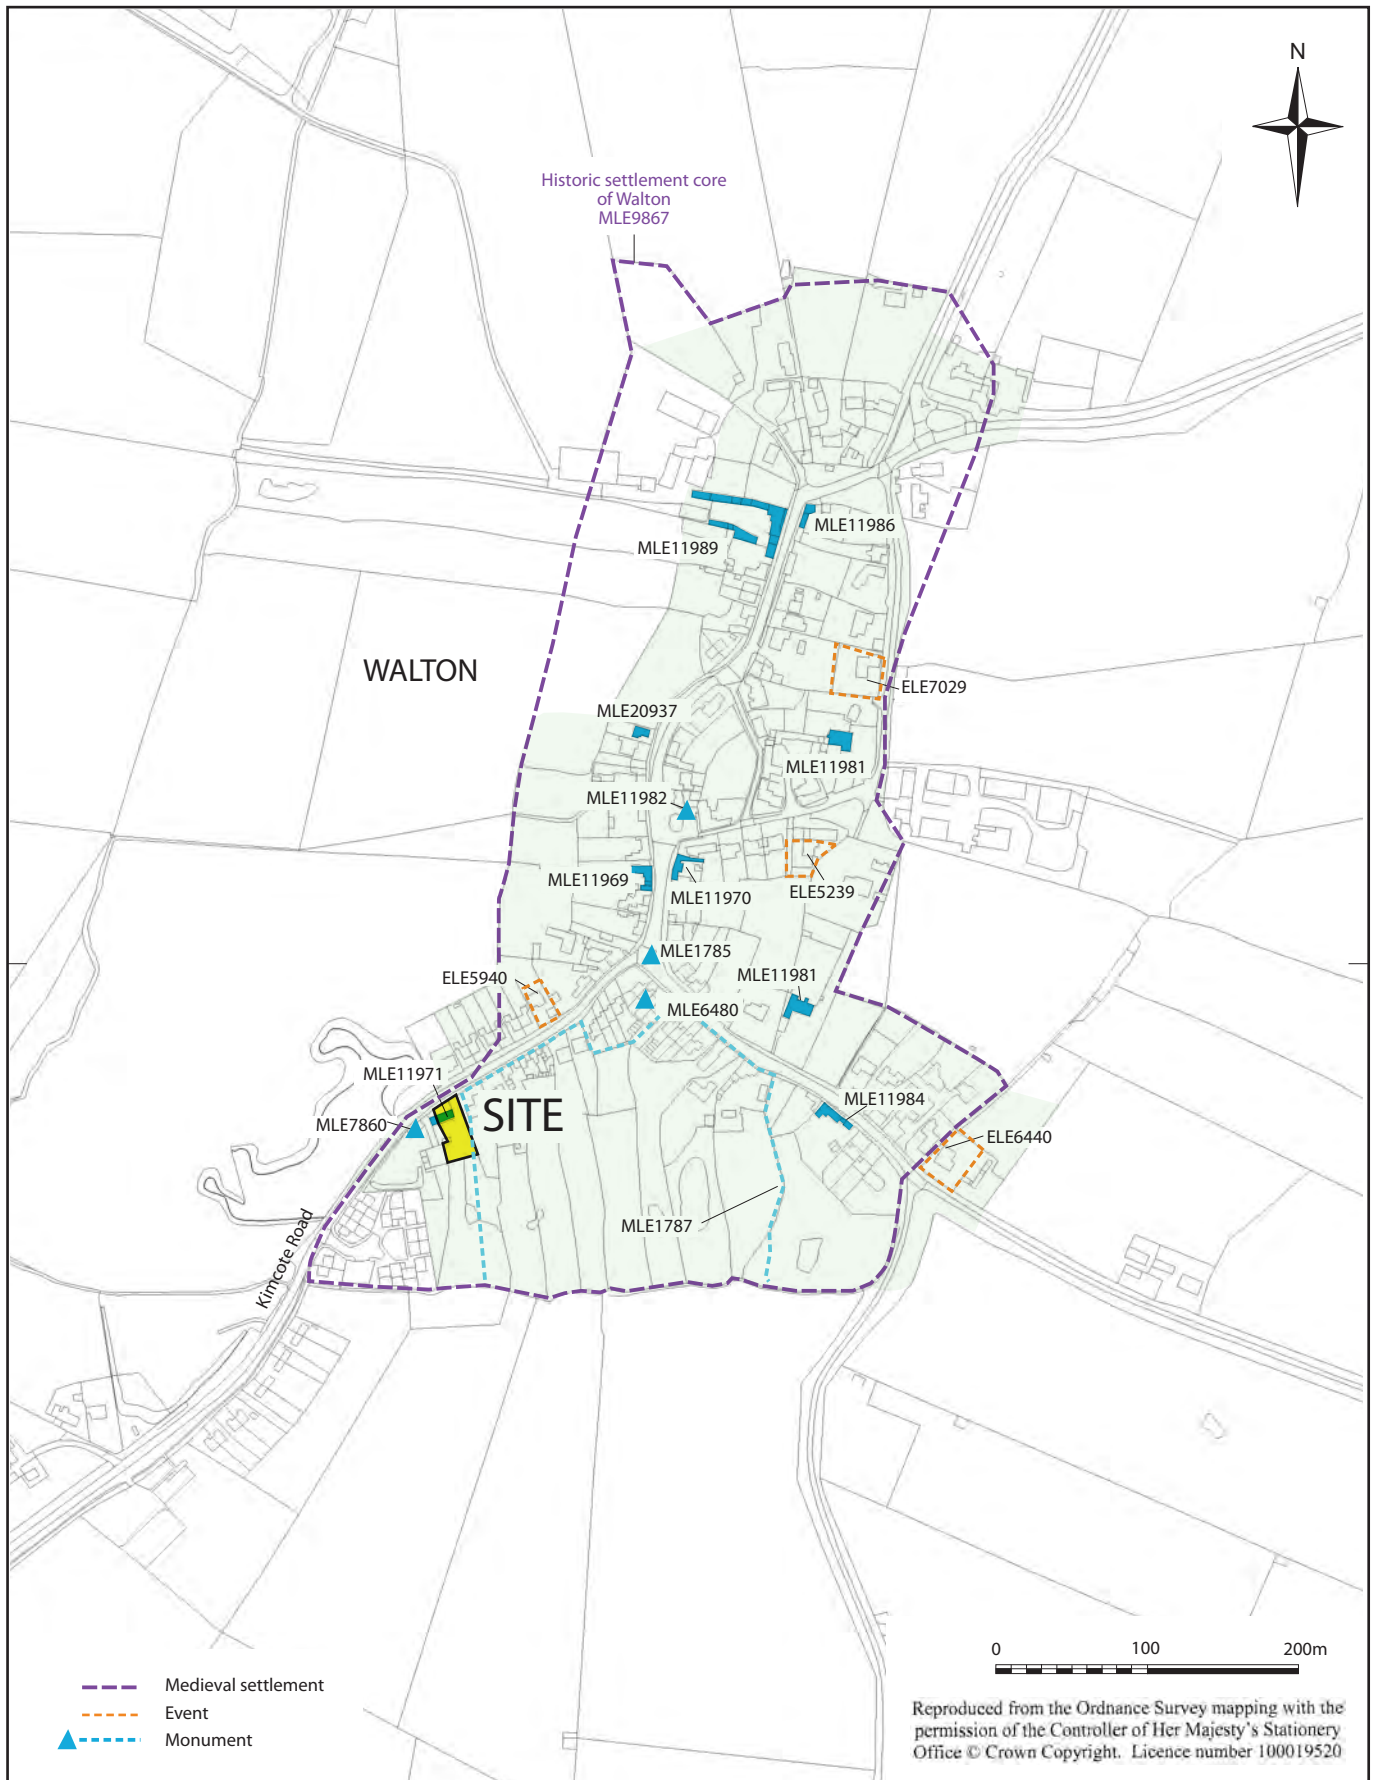 N
Historic settlement core
of Walton
MLE9867
MLE11986
MLE11989
WALTON
ELE7029
MLE20937
MLE11981
MLE11982
MLE11969
MLE11970
ELE5239
MLE1785
ELE5940
MLE11981
MLE6480
MLE11971
SITE
MLE11984
MLE7860
ELE6440
MLE1787
Kimcote Road
0 100 200m
Medieval settlement
Event
Monument
Reproduced from the Ordnance Survey mapping with the
permission of the Controller of Her Majesty's Stationery
Office © Crown Copyright. Licence number 100019520